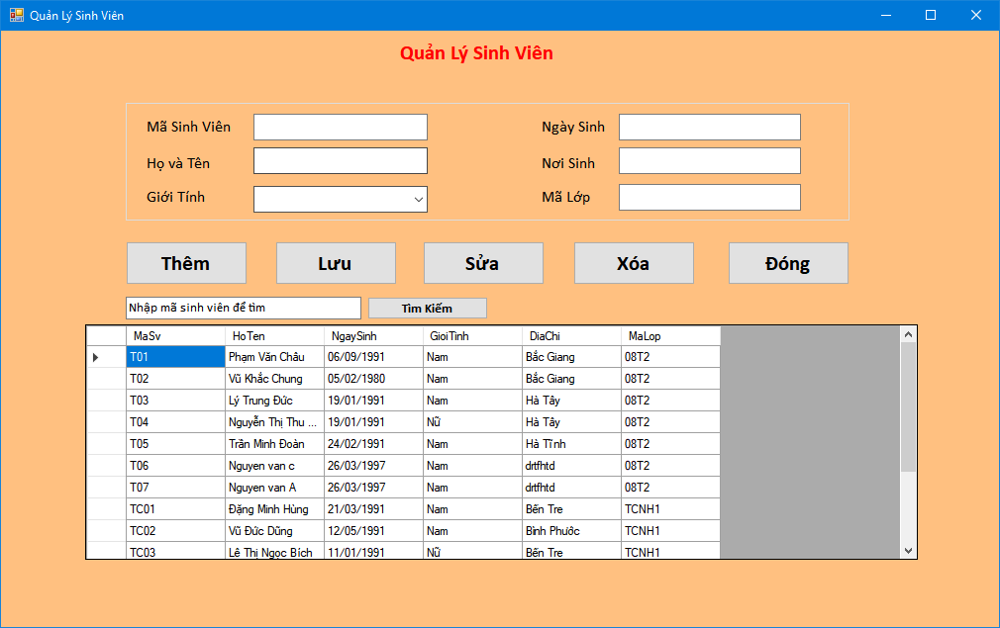 Quản Lý Sinh Viên
Quản Lý Sinh Viên
Mã Sinh Viên Ngày Sinh
Họ và Tên Nơi Sinh
Giới Tính Mã Lớp
Thêm Lưu Sửa Xóa Đóng
Nhập mã sinh viên để tìm Tìm Kiếm
MaSv HoTen NgaySinh GioiTinh DiaChi MaLop
T01 Phạm Văn Châu 06/09/1991 Nam Bắc Giang 08T2
T02 Vũ Khắc Chung 05/02/1980 Nam Bắc Giang 08T2
T03 Lý Trung Đức 19/01/1991 Nam Hà Tây 08T2
T04 Nguyễn Thị Thu ... 19/01/1991 Nữ Hà Tây 08T2
T05 Trần Minh Đoàn 24/02/1991 Nam Hà Tĩnh 08T2
T06 Nguyen van c 26/03/1997 Nam drtfhtd 08T2
T07 Nguyen van A 26/03/1997 Nam drtfhtd 08T2
TC01 Đặng Minh Hùng 21/03/1991 Nam Bến Tre TCNH1
TC02 Vũ Đức Dũng 12/05/1991 Nam Bình Phước TCNH1
TC03 Lê Thị Ngọc Bích 11/01/1991 Nữ Bến Tre TCNH1